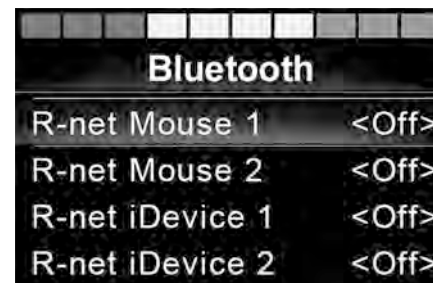 Bluetooth
R-net Mouse 1 <Off>
R-net Mouse 2 <Off>
R-net iDevice 1 <Off>
R-net iDevice 2 <Off>